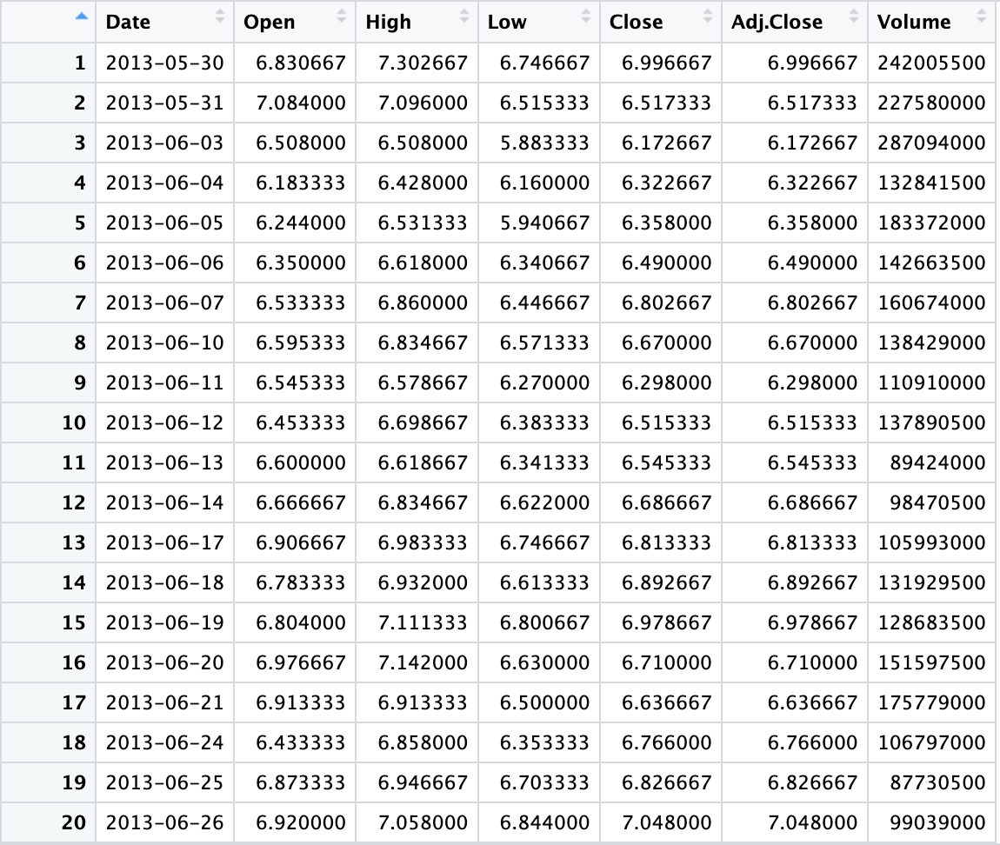 Date Open High Low Close Adj.Close Volume
1 2013-05-30 6.830667 7.302667 6.746667 6.996667 6.996667 242005500
2 2013-05-31 7.084000 7.096000 6.515333 6.517333 6.517333 227580000
3 2013-06-03 6.508000 6.508000 5.883333 6.172667 6.172667 287094000
4 2013-06-04 6.183333 6.428000 6.160000 6.322667 6.322667 132841500
5 2013-06-05 6.244000 6.531333 5.940667 6.358000 6.358000 183372000
6 2013-06-06 6.350000 6.618000 6.340667 6.490000 6.490000 142663500
7 2013-06-07 6.533333 6.860000 6.446667 6.802667 6.802667 160674000
8 2013-06-10 6.595333 6.834667 6.571333 6.670000 6.670000 138429000
9 2013-06-11 6.545333 6.578667 6.270000 6.298000 6.298000 110910000
10 2013-06-12 6.453333 6.698667 6.383333 6.515333 6.515333 137890500
11 2013-06-13 6.600000 6.618667 6.341333 6.545333 6.545333 89424000
12 2013-06-14 6.666667 6.834667 6.622000 6.686667 6.686667 98470500
13 2013-06-17 6.906667 6.983333 6.746667 6.813333 6.813333 105993000
14 2013-06-18 6.783333 6.932000 6.613333 6.892667 6.892667 131929500
15 2013-06-19 6.804000 7.111333 6.800667 6.978667 6.978667 128683500
16 2013-06-20 6.976667 7.142000 6.630000 6.710000 6.710000 151597500
17 2013-06-21 6.913333 6.913333 6.500000 6.636667 6.636667 175779000
18 2013-06-24 6.433333 6.858000 6.353333 6.766000 6.766000 106797000
19 2013-06-25 6.873333 6.946667 6.703333 6.826667 6.826667 87730500
20 2013-06-26 6.920000 7.058000 6.844000 7.048000 7.048000 99039000